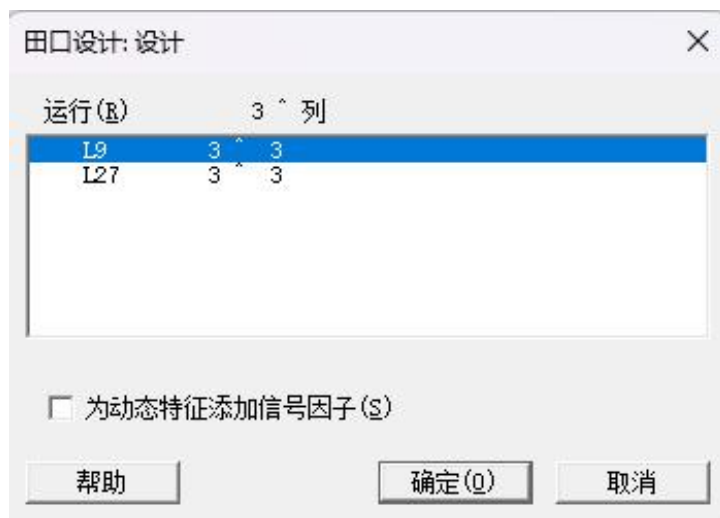 田口设计: 设计
运行(R) 3 ^ 列
L9 3 ^ 3
L27 3 ^ 3
为动态特征添加信号因子(S)
帮助 确定(O) 取消